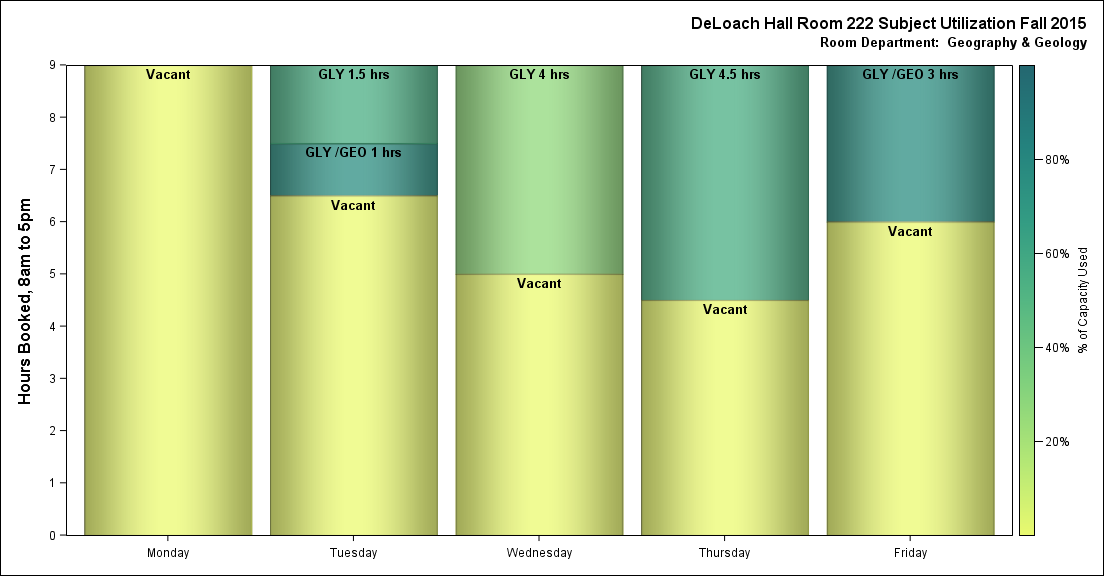 DeLoach Hall Room 222 Subject Utilization Fall 2015
Room Department:  Geography & Geology
Hours Booked, 8am to 5pm
9
8
7
6
5
4
3
2
1
0
Vacant
GLY 1.5 hrs
GLY /GEO 1 hrs
Vacant
GLY 4 hrs
Vacant
GLY 4.5 hrs
Vacant
GLY /GEO 3 hrs
Vacant
Monday
Tuesday
Wednesday
Thursday
Friday
80%
60%
40%
20%
% of Capacity Used